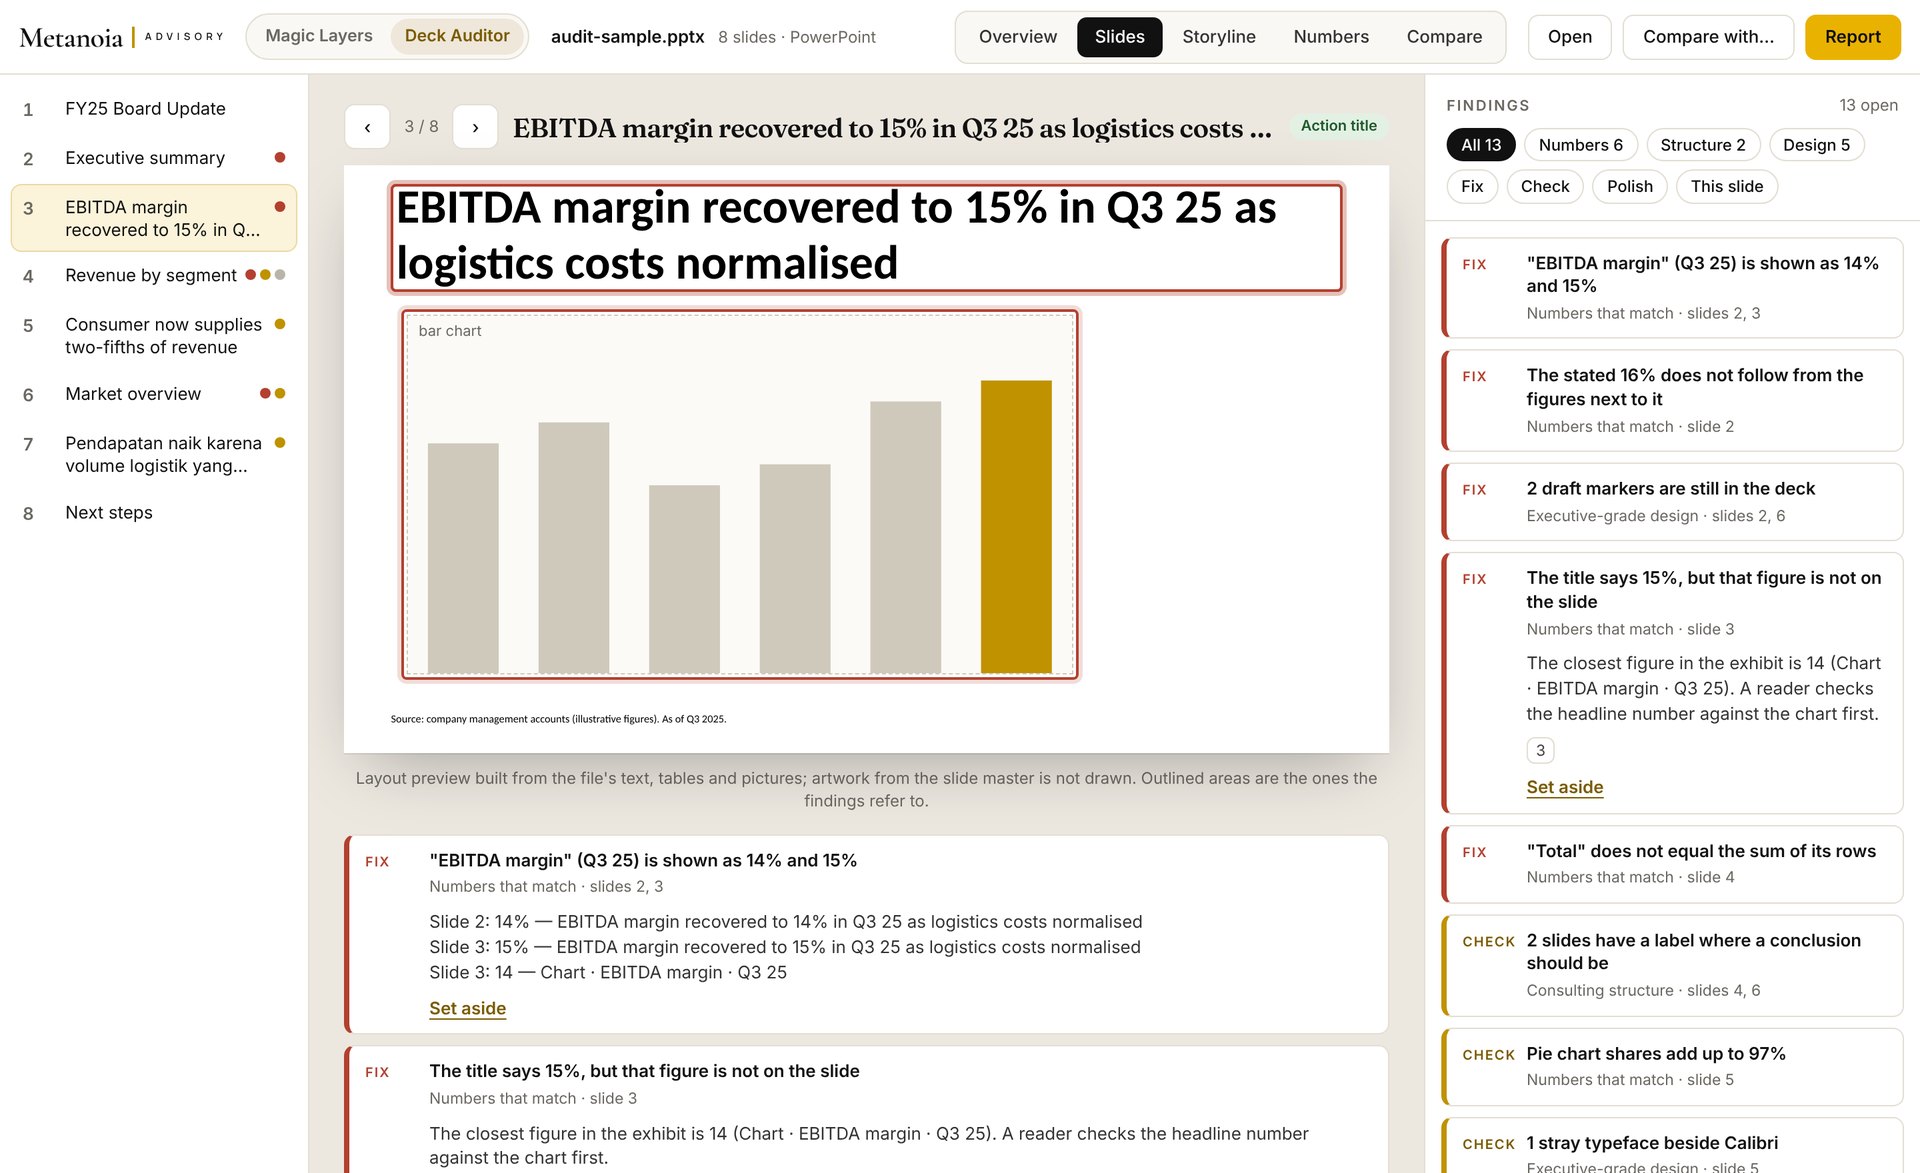 Metanoia | ADVISORY
Magic Layers
Deck Auditor
audit-sample.pptx
8 slides · PowerPoint
Overview
Slides
Storyline
Numbers
Compare
Open
Compare with...
Report
1 FY25 Board Update
2 Executive summary
3 EBITDA margin
recovered to 15% in Q...
4 Revenue by segment
5 Consumer now supplies
two-fifths of revenue
6 Market overview
7 Pendapatan naik karena
volume logistik yang...
8 Next steps
‹ 3 / 8 ›
EBITDA margin recovered to 15% in Q3 25 as logistics costs ...
Action title
EBITDA margin recovered to 15% in Q3 25 as
logistics costs normalised
bar chart
Source: company management accounts (illustrative figures). As of Q3 2025.
Layout preview built from the file's text, tables and pictures; artwork from the slide master is not drawn. Outlined areas are the ones the
findings refer to.
FIX "EBITDA margin" (Q3 25) is shown as 14% and 15%
Numbers that match · slides 2, 3
Slide 2: 14% — EBITDA margin recovered to 14% in Q3 25 as logistics costs normalised
Slide 3: 15% — EBITDA margin recovered to 15% in Q3 25 as logistics costs normalised
Slide 3: 14 — Chart · EBITDA margin · Q3 25
Set aside
FIX The title says 15%, but that figure is not on the slide
Numbers that match · slide 3
The closest figure in the exhibit is 14 (Chart · EBITDA margin · Q3 25). A reader checks the headline number
against the chart first.
FINDINGS
13 open
All 13
Numbers 6
Structure 2
Design 5
Fix
Check
Polish
This slide
FIX "EBITDA margin" (Q3 25) is shown as 14%
and 15%
Numbers that match · slides 2, 3
FIX The stated 16% does not follow from the
figures next to it
Numbers that match · slide 2
FIX 2 draft markers are still in the deck
Executive-grade design · slides 2, 6
FIX The title says 15%, but that figure is not on
the slide
Numbers that match · slide 3
The closest figure in the exhibit is 14 (Chart
· EBITDA margin · Q3 25). A reader checks
the headline number against the chart first.
3
Set aside
FIX "Total" does not equal the sum of its rows
Numbers that match · slide 4
CHECK 2 slides have a label where a conclusion
should be
Consulting structure · slides 4, 6
CHECK Pie chart shares add up to 97%
Numbers that match · slide 5
CHECK 1 stray typeface beside Calibri
Executive-grade design · slide 5